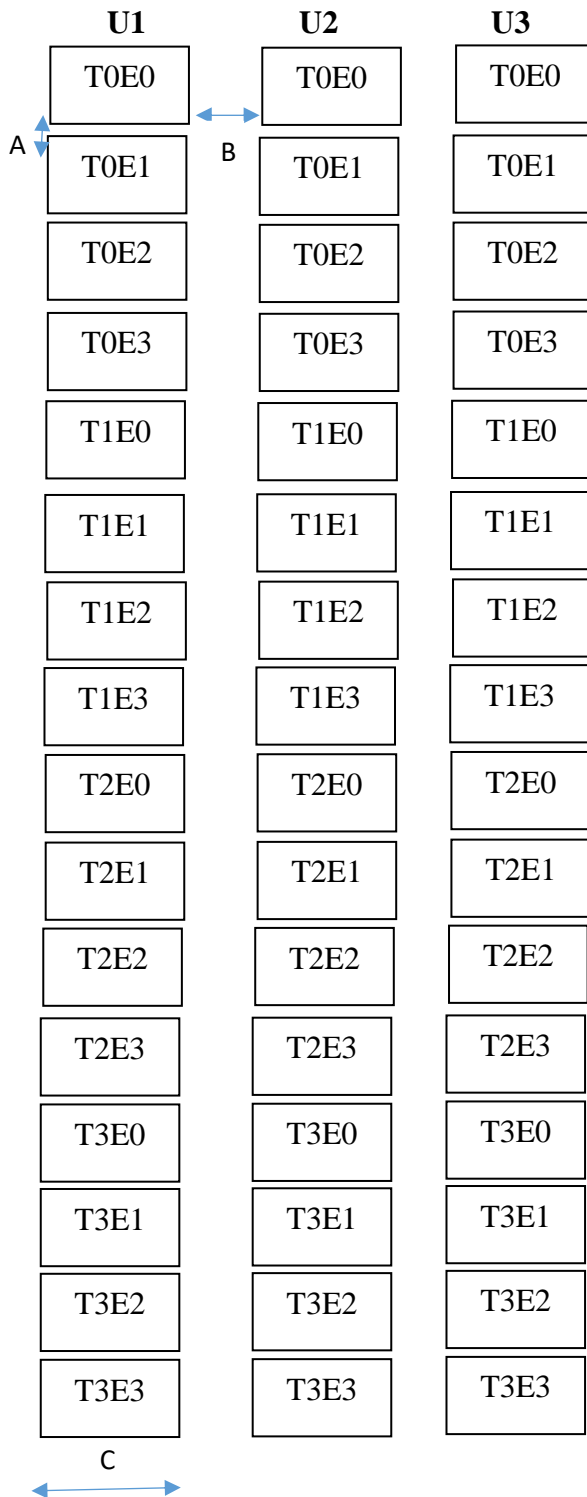 U1 U2 U3
T0E0 T0E0 T0E0
A B
T0E1 T0E1 T0E1
T0E2 T0E2 T0E2
T0E3 T0E3 T0E3
T1E0 T1E0 T1E0
T1E1 T1E1 T1E1
T1E2 T1E2 T1E2
T1E3 T1E3 T1E3
T2E0 T2E0 T2E0
T2E1 T2E1 T2E1
T2E2 T2E2 T2E2
T2E3 T2E3 T2E3
T3E0 T3E0 T3E0
T3E1 T3E1 T3E1
T3E2 T3E2 T3E2
T3E3 T3E3 T3E3
C